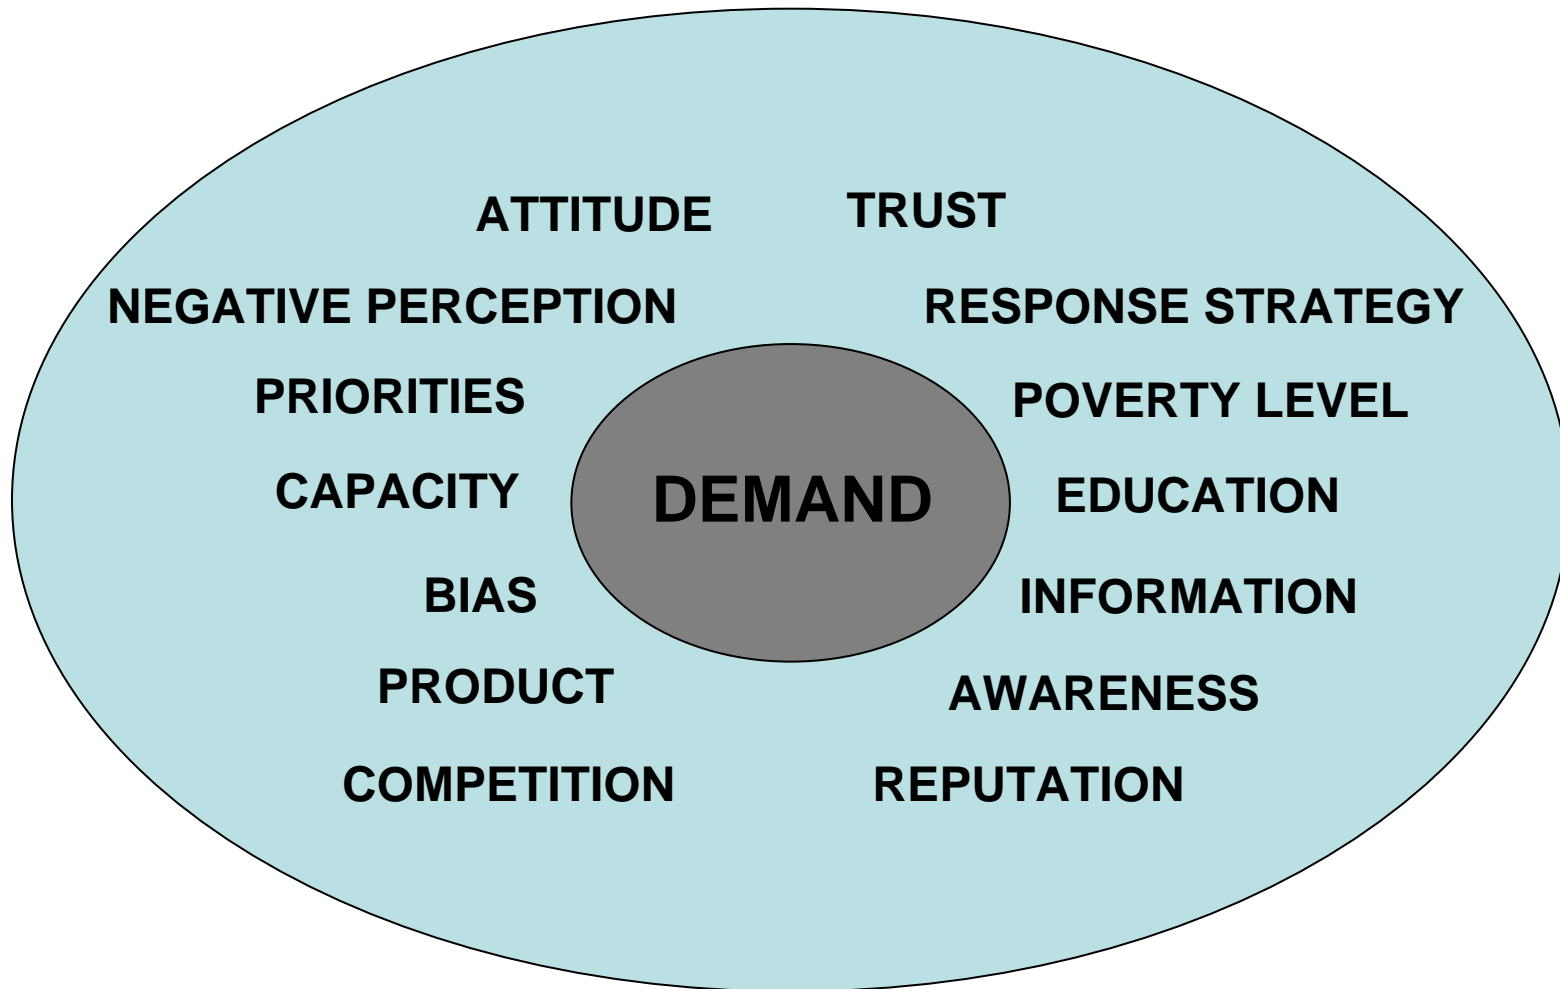 ATTITUDE TRUST
NEGATIVE PERCEPTION RESPONSE STRATEGY
PRIORITIES POVERTY LEVEL
CAPACITY DEMAND EDUCATION
BIAS INFORMATION
PRODUCT AWARENESS
COMPETITION REPUTATION